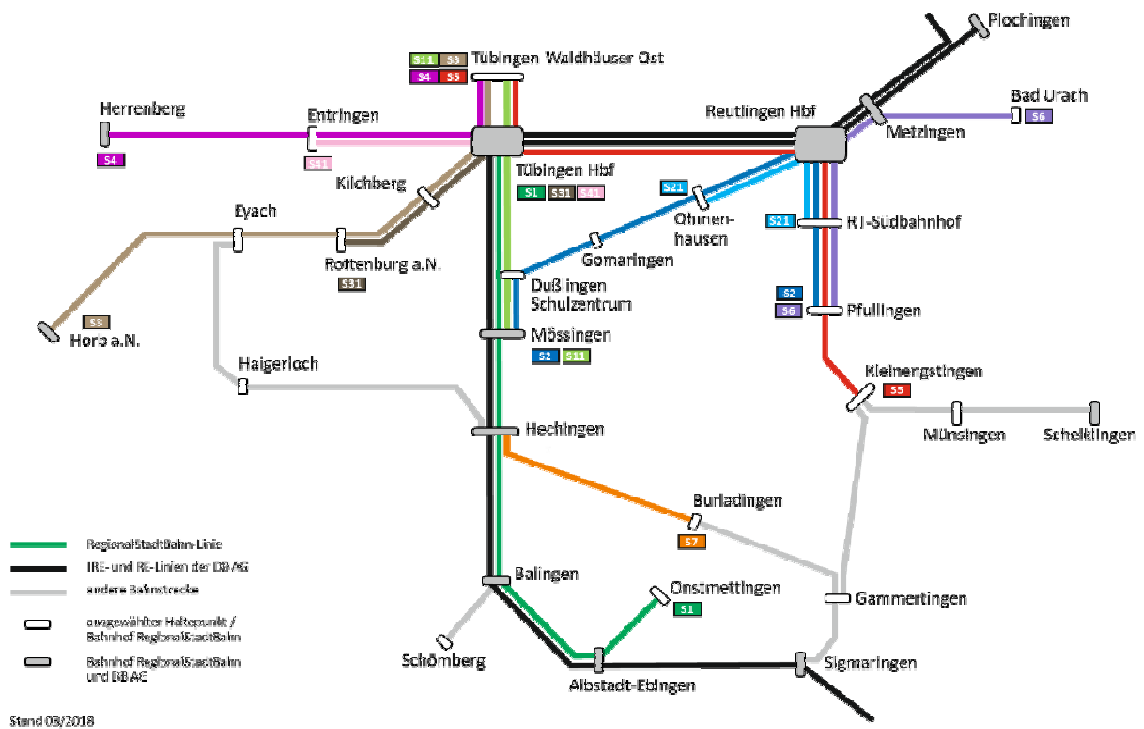 Plochingen
S11 S3 Tübingen Waldhäuser Ost
S4 S5
Herrenberg
Entringen
Reutlingen Hbf
Bad Urach
S6
Metzingen
S4
S41
Tübingen Hbf
S1 S31 S41
Kilchberg
S21
Ohmen-
hausen
Eyach
S21
RT-Südbahnhof
Gomaringen
Rottenburg a.N.
S31
Dußlingen
Schulzentrum
S2
S6
Pfullingen
S3
Horb a.N.
Mössingen
S2 S11
Haigerloch
Kleinengstingen
S5
Hechingen
Münsingen
Schelklingen
Burladingen
S7
RegionalStadtBahn-Linie
IRE- und RE-Linien der DB AG
andere Bahnstrecke
Balingen
Onstmettingen
S1
Gammertingen
ausgewählter Haltepunkt /
Bahnhof RegionalStadtBahn
Schömberg
Bahnhof RegionalStadtBahn
und DB AG
Albstadt-Ebingen
Sigmaringen
Stand 03/2018